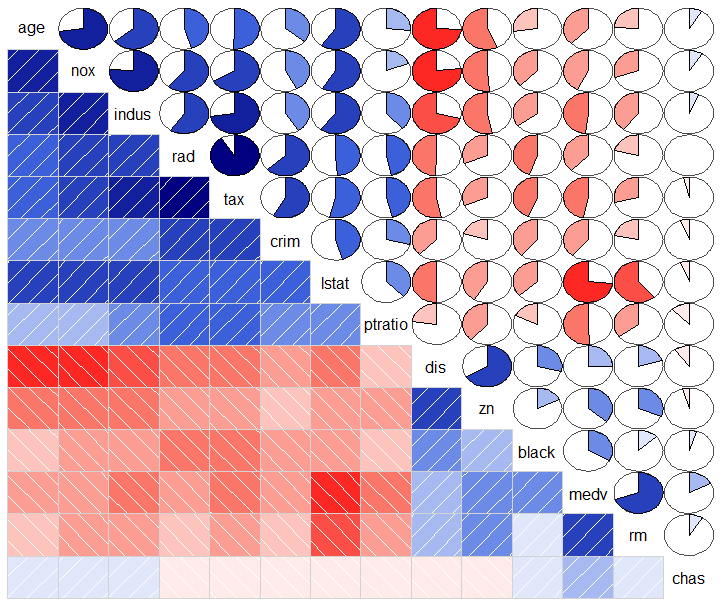 age
nox
indus
rad
tax
crim
lstat
ptratio
dis
zn
black
medv
rm
chas